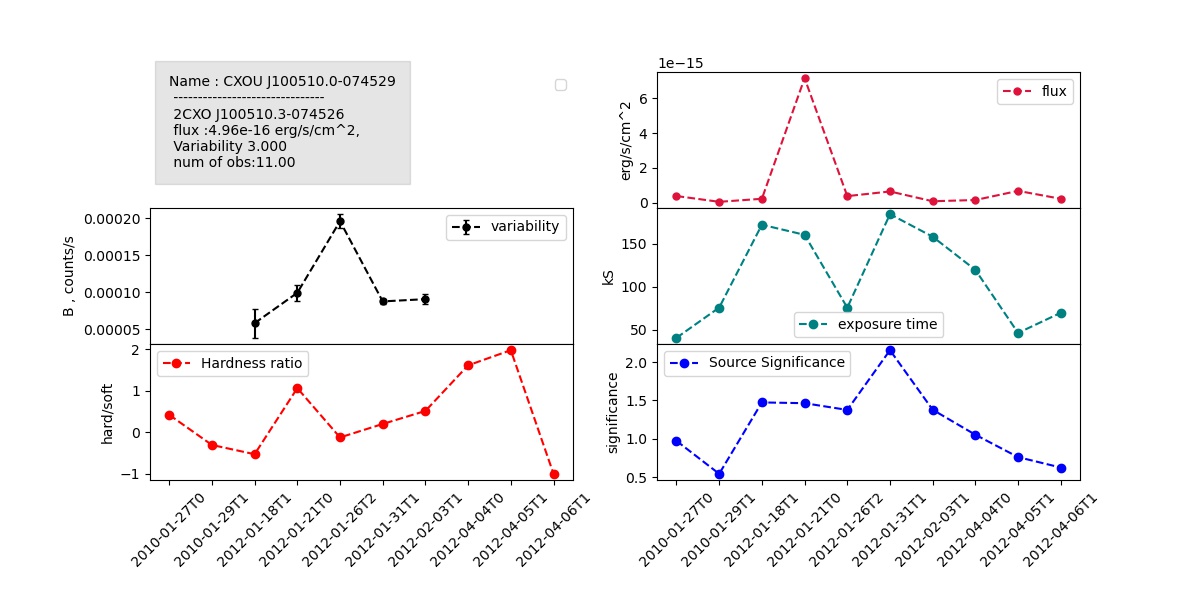 Name : CXOU J100510.0-074529
-------------------------------
2CXO J100510.3-074526
flux :4.96e-16 erg/s/cm^2,
Variability 3.000
num of obs:11.00
B , counts/s
0.00020
0.00015
0.00010
0.00005
variability
hard/soft
2
1
0
−1
Hardness ratio
2010-01-27T0
2010-01-29T1
2012-01-18T1
2012-01-21T0
2012-01-26T2
2012-01-31T1
2012-02-03T1
2012-04-04T0
2012-04-05T1
2012-04-06T1
1e−15
erg/s/cm^2
6
4
2
0
flux
kS
150
100
50
exposure time
significance
2.0
1.5
1.0
0.5
Source Significance
2010-01-27T0
2010-01-29T1
2012-01-18T1
2012-01-21T0
2012-01-26T2
2012-01-31T1
2012-02-03T1
2012-04-04T0
2012-04-05T1
2012-04-06T1